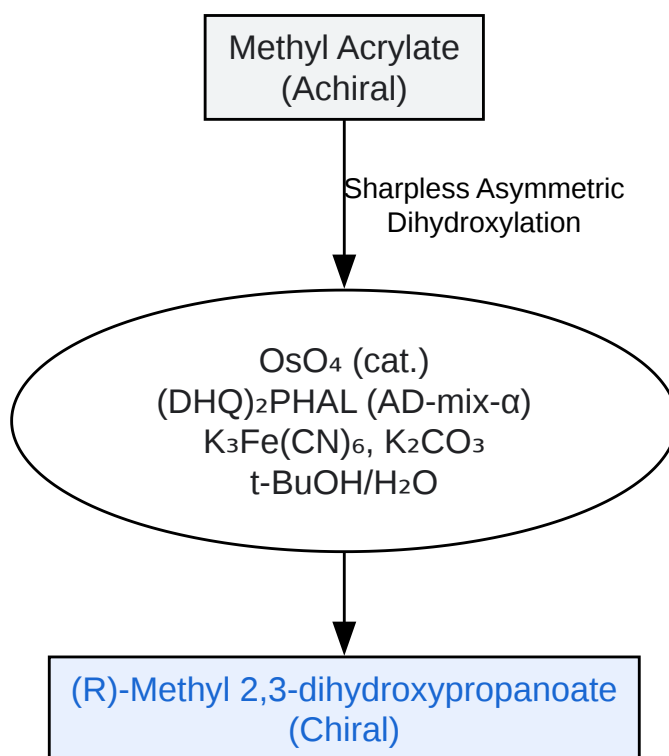 Methyl Acrylate
(Achiral)
Sharpless Asymmetric
Dihydroxylation
OsO₄ (cat.)
(DHQ)₂PHAL (AD-mix-α)
K₃Fe(CN)₆, K₂CO₃
t-BuOH/H₂O
(R)-Methyl 2,3-dihydroxypropanoate
(Chiral)